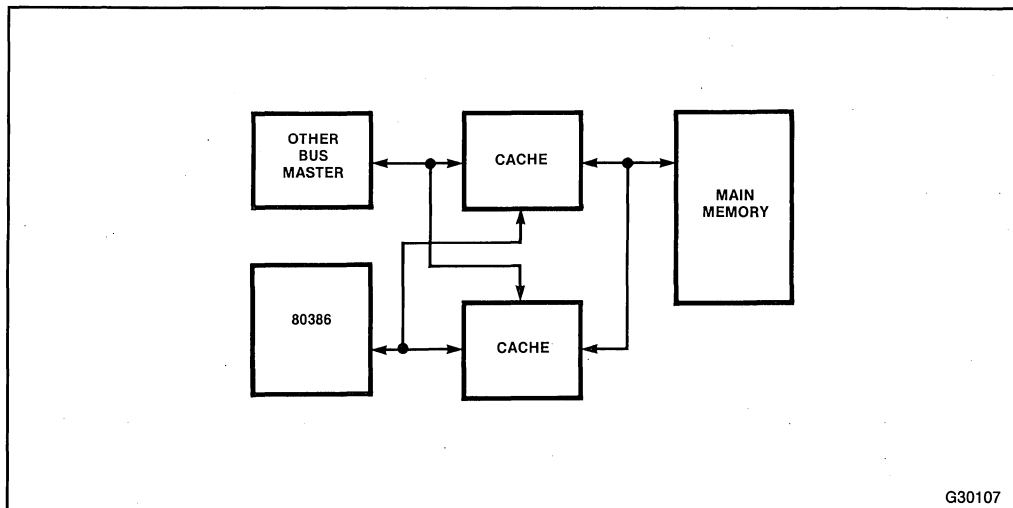 OTHER
BUS
MASTER
CACHE
MAIN
MEMORY
80386
CACHE
G30107